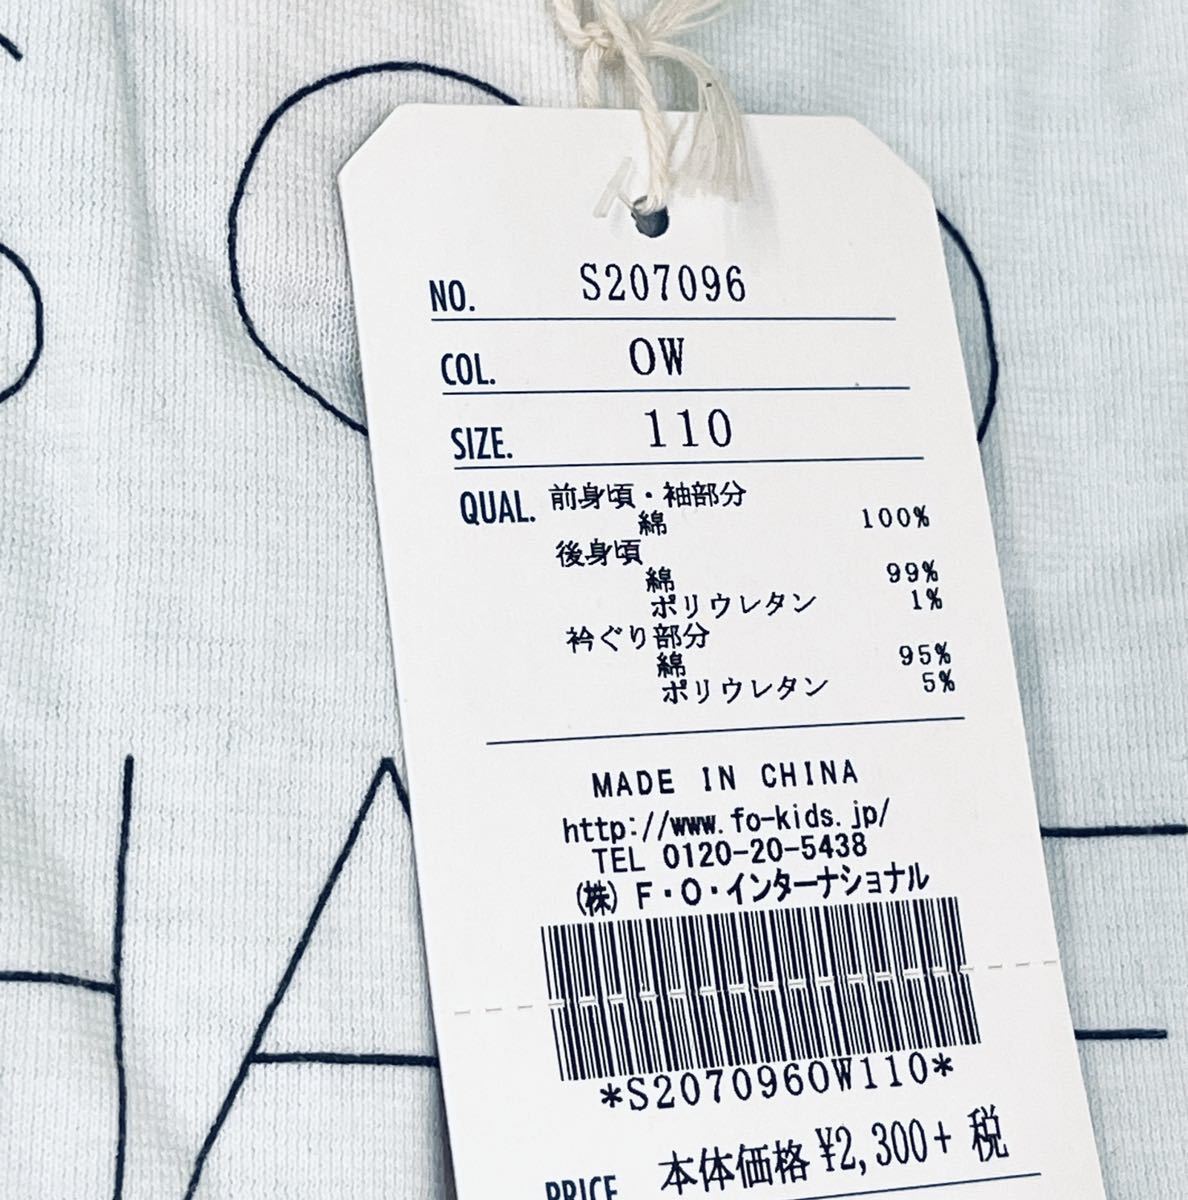 NO. S207096
COL. OW
SIZE. 110
QUAL. 前身頃・袖部分
綿 100%
後身頃
綿 99%
ポリウレタン 1%
衿ぐり部分
綿 95%
ポリウレタン 5%
MADE IN CHINA
http://www.fo-kids.jp/
TEL 0120-20-5438
(株) F・O・インターナショナル
*S207096OW110*
PRICE 本体価格 ¥2,300+ 税